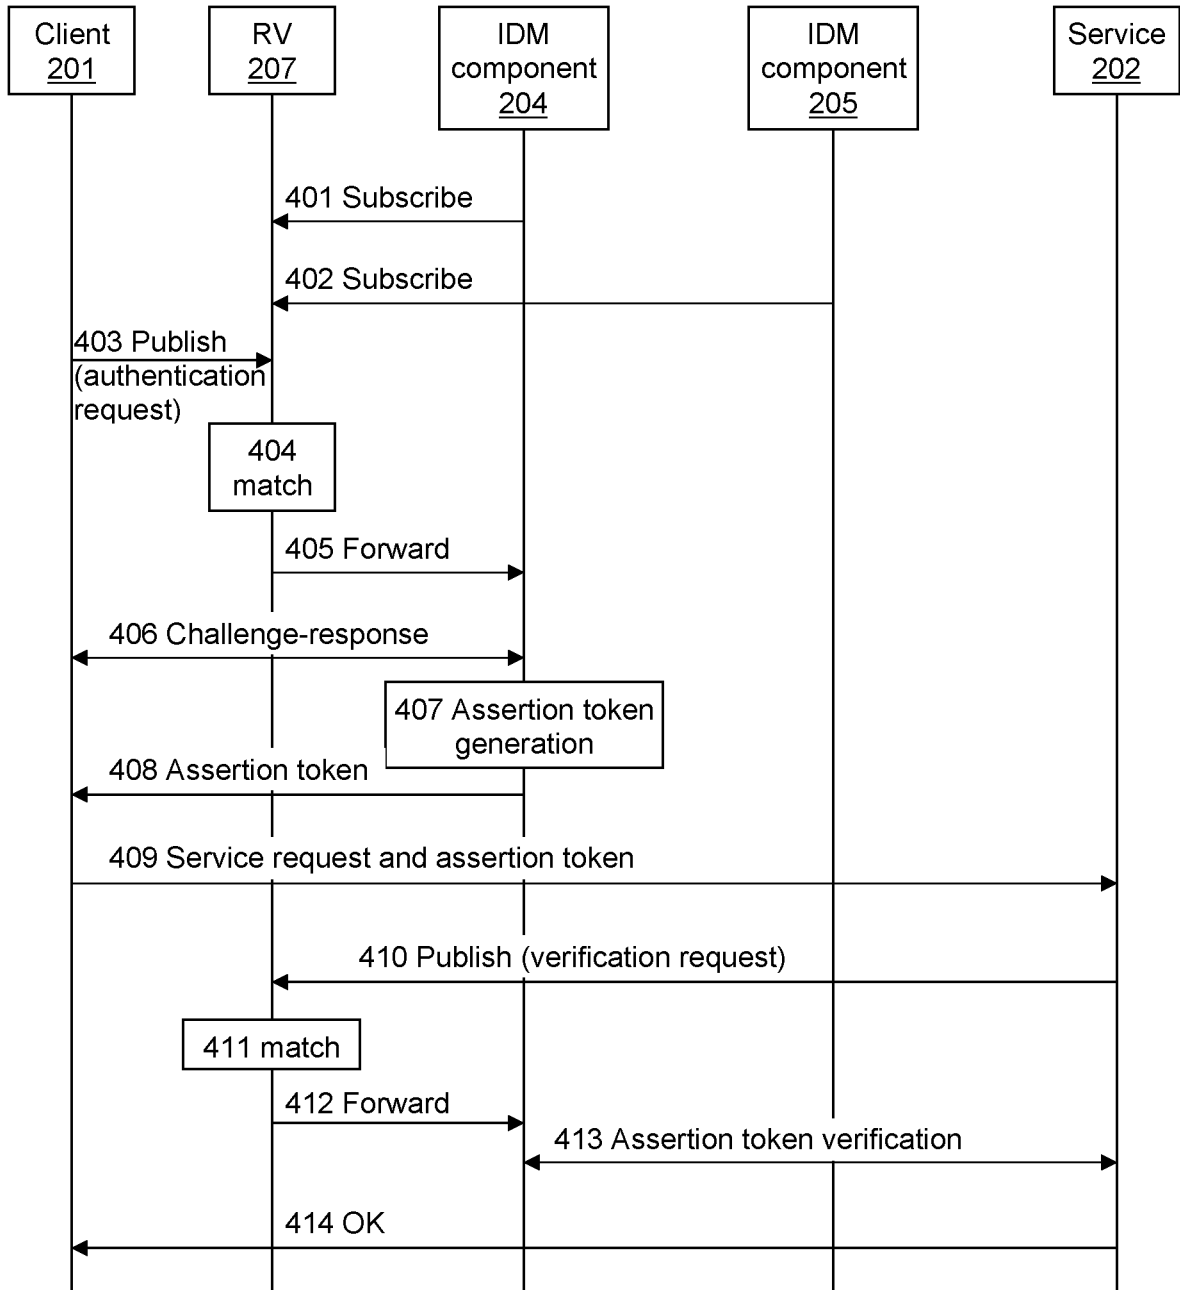 Client
201
RV
207
IDM
component
204
IDM
component
205
Service
202
401 Subscribe
402 Subscribe
403 Publish
(authentication
request)
404
match
405 Forward
406 Challenge-response
407 Assertion token
generation
408 Assertion token
409 Service request and assertion token
410 Publish (verification request)
411 match
412 Forward
413 Assertion token verification
414 OK